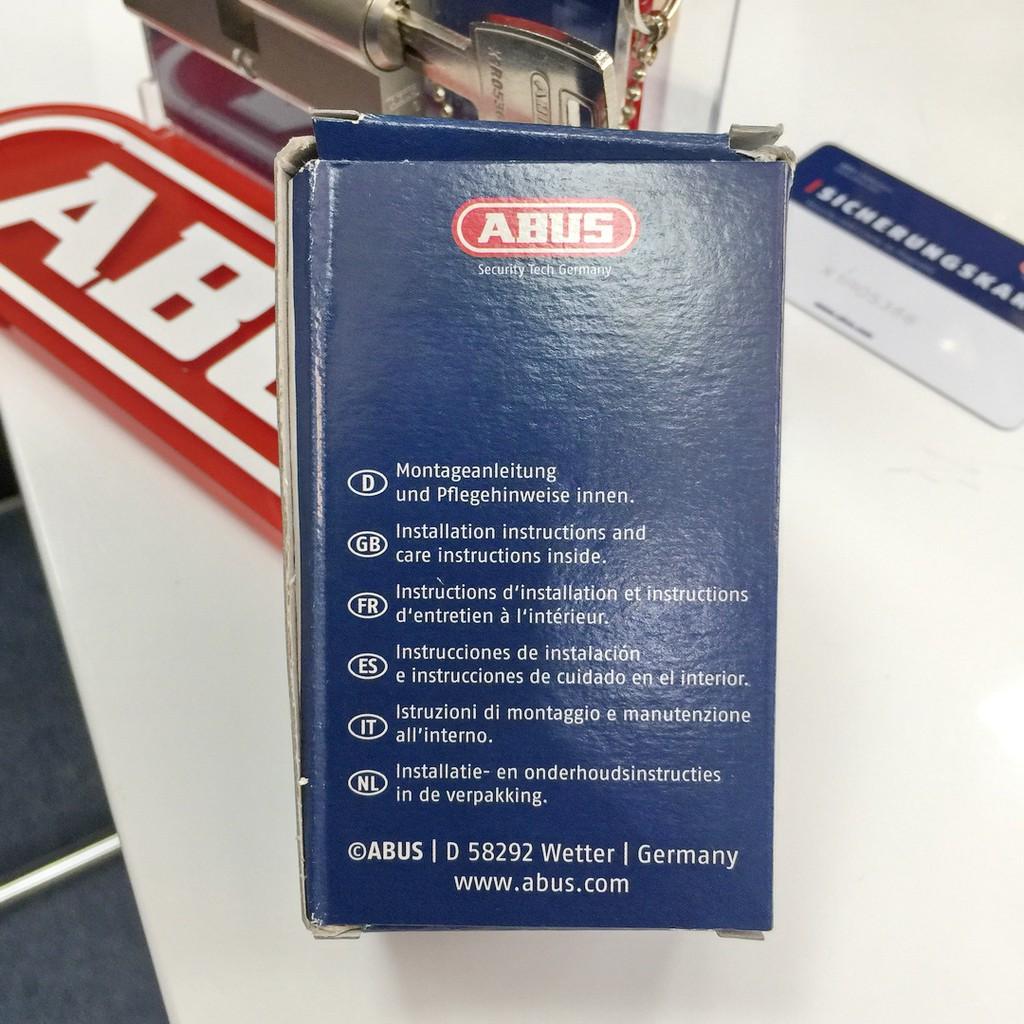 ABUS
ABUS
Security Tech Germany
D Montageanleitung
und Pflegehinweise innen.
GB Installation instructions and
care instructions inside.
FR Instructions d'installation et instructions
d'entretien à l'intérieur.
ES Instrucciones de instalación
e instrucciones de cuidado en el interior.
IT Istruzioni di montaggio e manutenzione
all'interno.
NL Installatie- en onderhoudsinstructies
in de verpakking.
©ABUS | D 58292 Wetter | Germany
www.abus.com